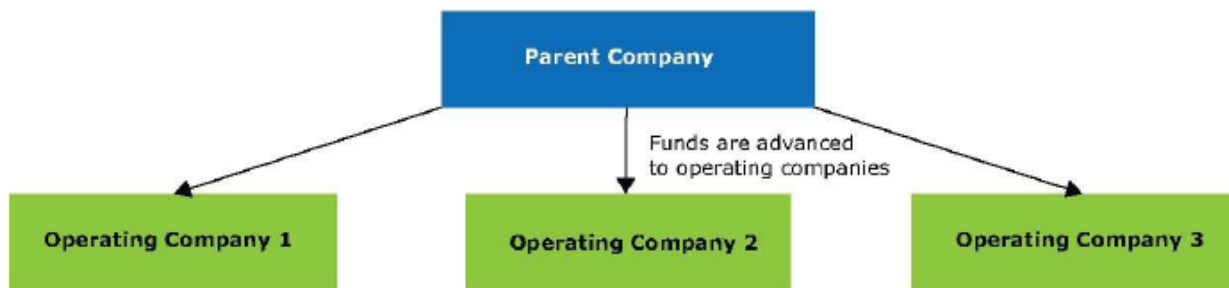 Parent Company
Funds are advanced
to operating companies
Operating Company 1
Operating Company 2
Operating Company 3